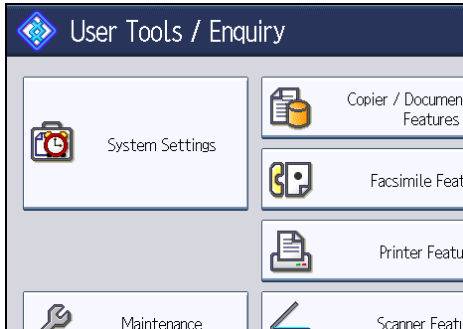 User Tools / Enquiry
System Settings
Copier / Documen
Features
Facsimile Feat
Printer Featu
Maintenance
Scanner Featu